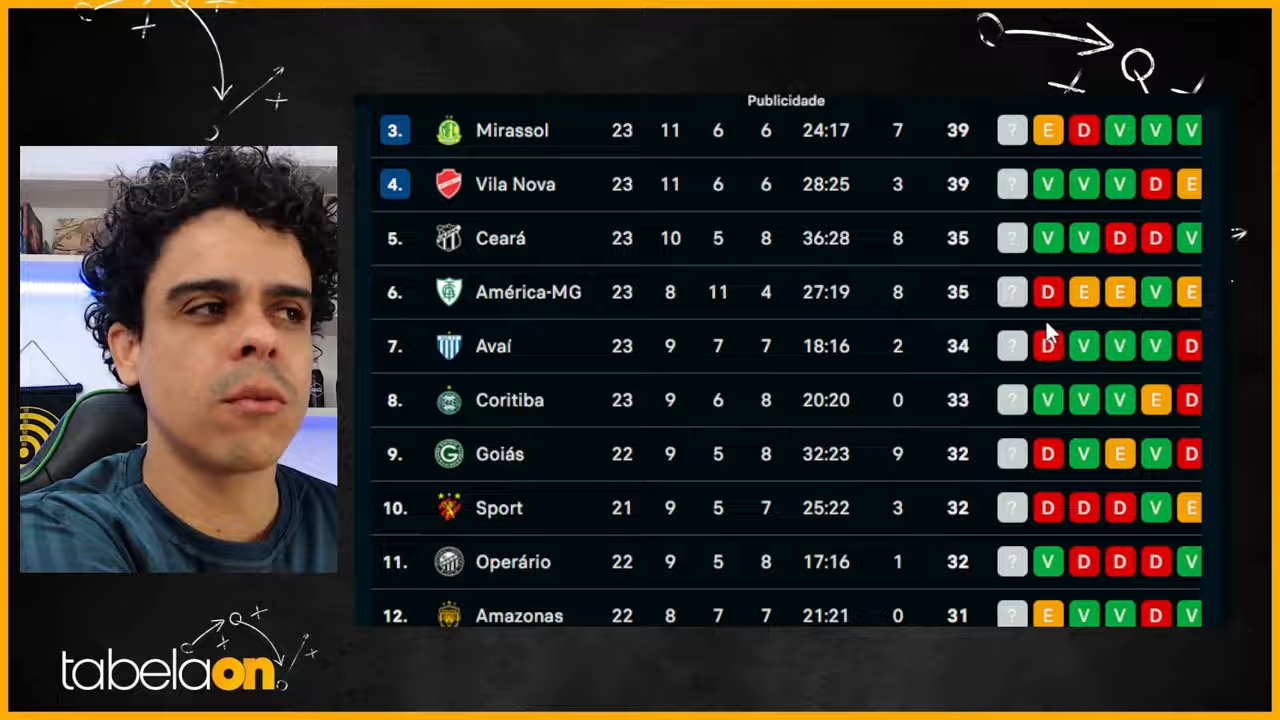 Publicidade
3. Mirassol 23 11 6 6 24:17 7 39 ? E D V V V
4. Vila Nova 23 11 6 6 28:25 3 39 ? V V V D E
5. Ceará 23 10 5 8 36:28 8 35 ? V V D D V
6. América-MG 23 8 11 4 27:19 8 35 ? D E E V E
7. Avaí 23 9 7 7 18:16 2 34 ? D V V V D
8. Coritiba 23 9 6 8 20:20 0 33 ? V V V E D
9. Goiás 22 9 5 8 32:23 9 32 ? D V E V D
10. Sport 21 9 5 7 25:22 3 32 ? D D D V E
11. Operário 22 9 5 8 17:16 1 32 ? V D D D V
12. Amazonas 22 8 7 7 21:21 0 31 ? E V V D V
tabelaon